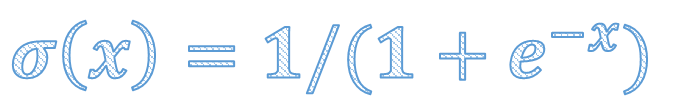 σ(x) = 1/(1 + e⁻ˣ)